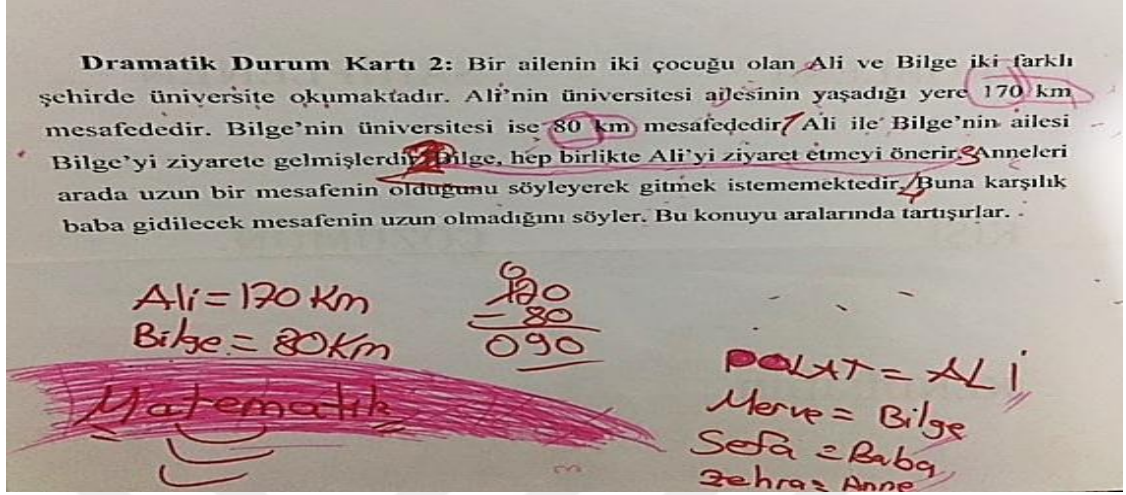 Dramatik Durum Kartı 2: Bir ailenin iki çocuğu olan Ali ve Bilge iki farklı
şehirde üniversite okumaktadır. Ali'nin üniversitesi ailesinin yaşadığı yere 170 km
mesafededir. Bilge'nin üniversitesi ise 80 km mesafededir. Ali ile Bilge'nin ailesi
Bilge'yi ziyarete gelmişlerdir. Bilge, hep birlikte Ali'yi ziyaret etmeyi önerir. Anneleri
arada uzun bir mesafenin olduğunu söyleyerek gitmek istememektedir. Buna karşılık
baba gidilecek mesafenin uzun olmadığını söyler. Bu konuyu aralarında tartışırlar.
Ali = 170 Km
Bilge = 80 Km
Matematik
0
170
- 80
090
POLAT = ALİ
Merve = Bilge
Sefa = Baba
Zehra = Anne